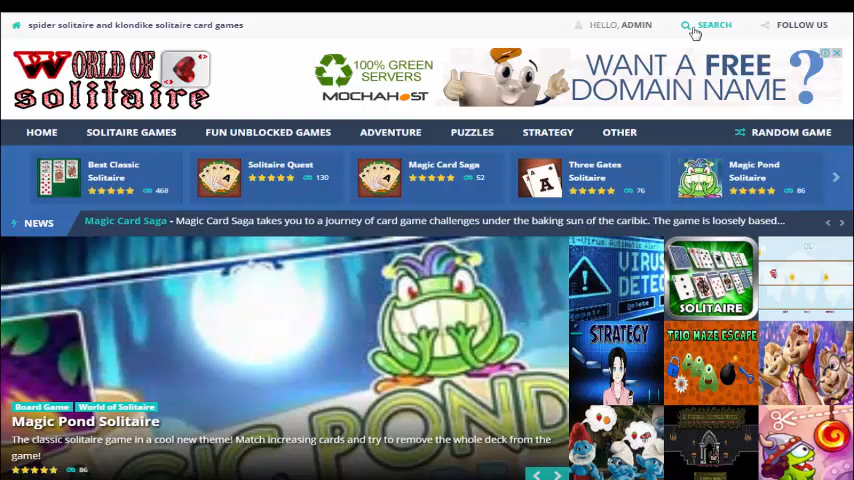 spider solitaire and klondike solitaire card games
HELLO, ADMIN
SEARCH
FOLLOW US
WORLD OF
solitaire
100% GREEN
SERVERS
MOCHAHOST
WANT A FREE
DOMAIN NAME
?
HOME
SOLITAIRE GAMES
FUN UNBLOCKED GAMES
ADVENTURE
PUZZLES
STRATEGY
OTHER
RANDOM GAME
Best Classic
Solitaire
468
Solitaire Quest
130
Magic Card Saga
52
A
Three Gates
Solitaire
76
Magic Pond
Solitaire
86
NEWS
Magic Card Saga - Magic Card Saga takes you to a journey of card game challenges under the baking sun of the caribic. The game is loosely based...
VIRUS
Delete
SOLITAIRE
STRATEGY
TRIO MAZE ESCAPE
Board Game
World of Solitaire
Magic Pond Solitaire
The classic solitaire game in a cool new theme! Match increasing cards and try to remove the whole deck from the
game!
86